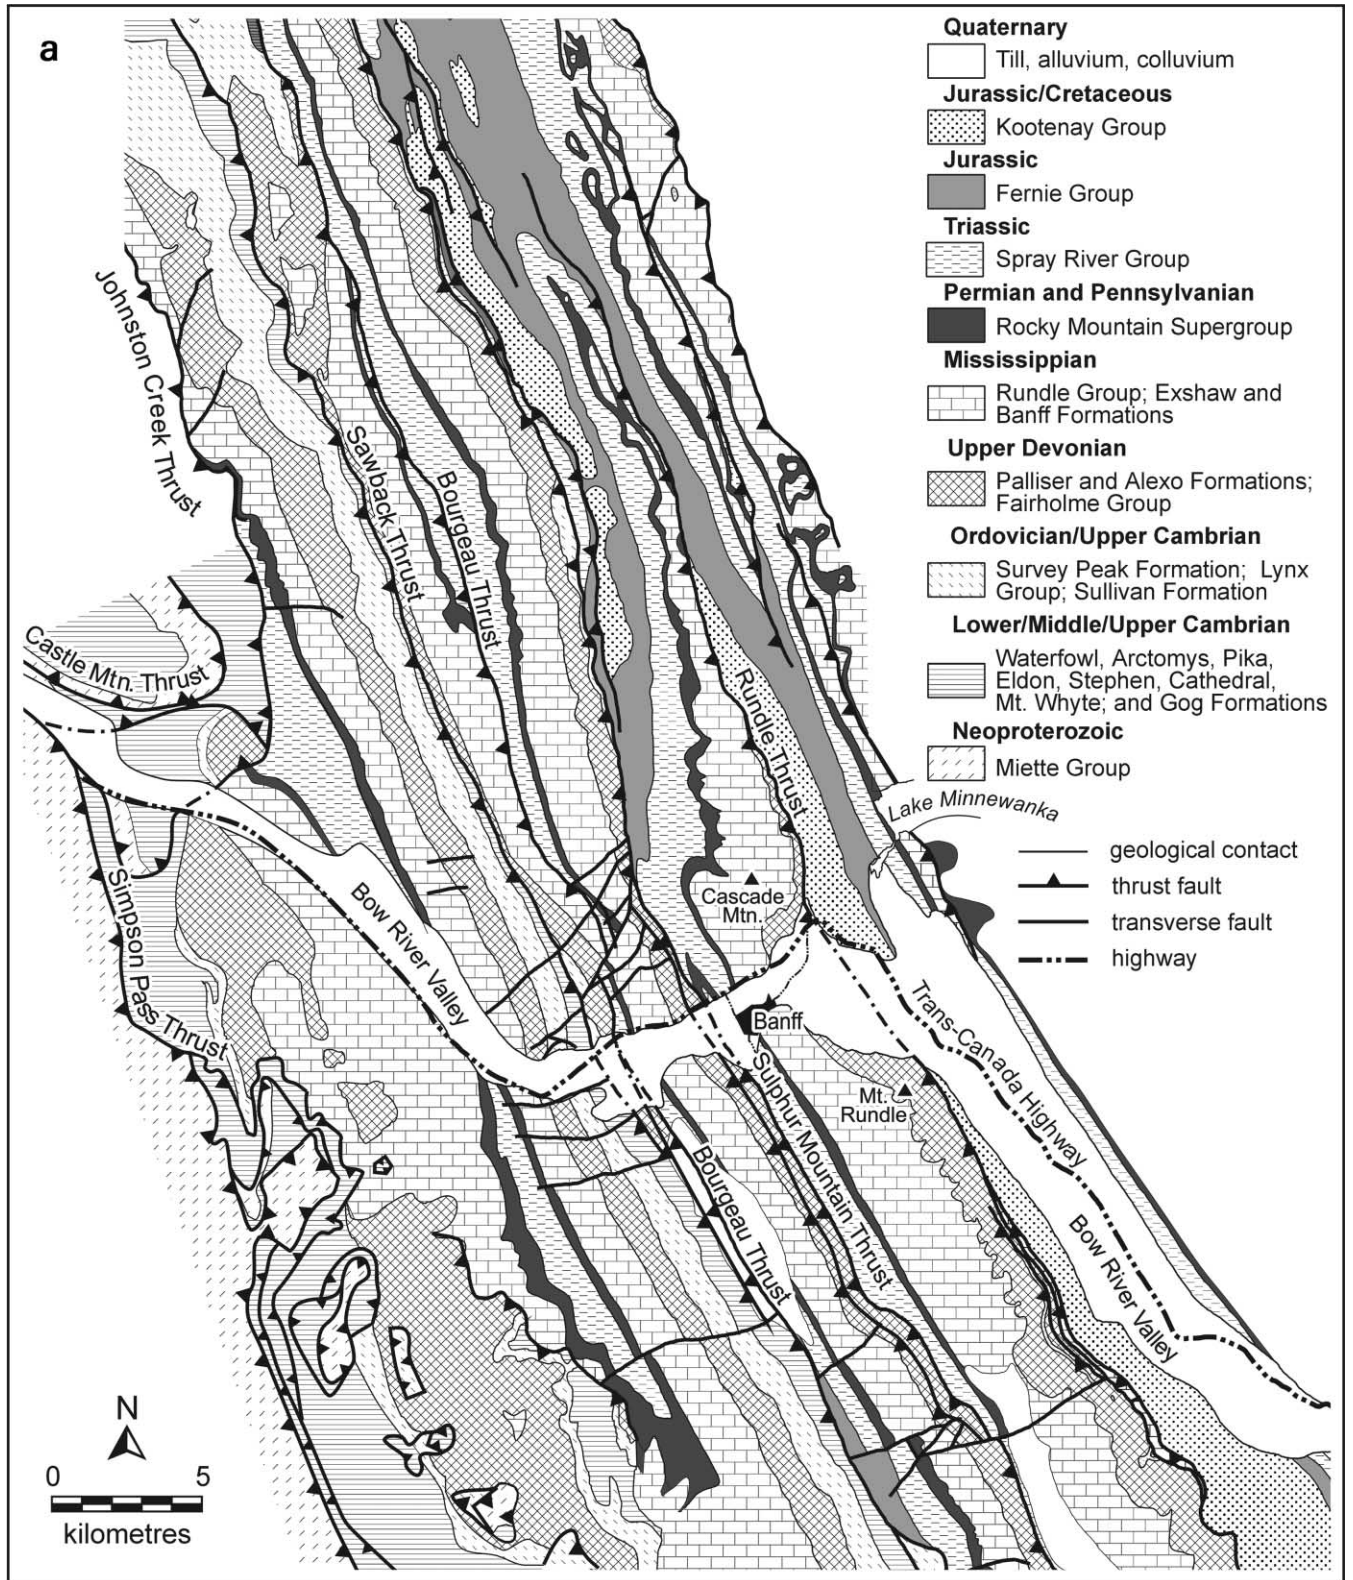 a
Quaternary
Till, alluvium, colluvium
Jurassic/Cretaceous
Kootenay Group
Jurassic
Fernie Group
Triassic
Spray River Group
Permian and Pennsylvanian
Rocky Mountain Supergroup
Mississippian
Rundle Group; Exshaw and
Banff Formations
Upper Devonian
Palliser and Alexo Formations;
Fairholme Group
Ordovician/Upper Cambrian
Survey Peak Formation; Lynx
Group; Sullivan Formation
Lower/Middle/Upper Cambrian
Waterfowl, Arctomys, Pika,
Eldon, Stephen, Cathedral,
Mt. Whyte; and Gog Formations
Neoproterozoic
Miette Group
geological contact
thrust fault
transverse fault
highway
Johnston Creek Thrust
Sawback Thrust
Bourgeau Thrust
Castle Mtn. Thrust
Rundle Thrust
Lake Minnewanka
Simpson Pass Thrust
Bow River Valley
Cascade
Mtn.
Banff
Trans-Canada Highway
Mt.
Rundle
Sulphur Mountain Thrust
Bourgeau Thrust
Bow River Valley
N
0 5
kilometres